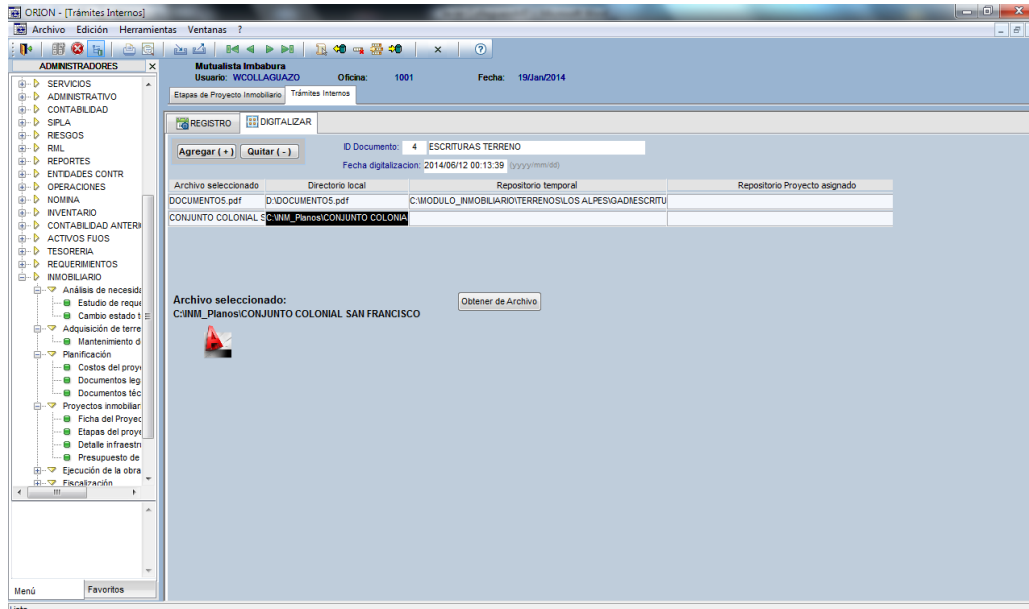 ORION - [Trámites Internos]
Archivo Edición Herramientas Ventanas ?
ADMINISTRADORES
Mutualista Imbabura
Usuario: WCOLLAGUAZO Oficina: 1001 Fecha: 19/Jan/2014
Etapas de Proyecto Inmobiliario Trámites Internos
SERVICIOS
ADMINISTRATIVO
CONTABILIDAD
SIPLA
RIESGOS
RML
REPORTES
ENTIDADES CONTR
OPERACIONES
NOMINA
INVENTARIO
CONTABILIDAD ANTERI
ACTIVOS FIJOS
TESORERIA
REQUERIMIENTOS
INMOBILIARIO
Análisis de necesida
Estudio de reque
Cambio estado t
Adquisición de terre
Mantenimiento d
Planificación
Costos del proye
Documentos leg
Documentos téc
Proyectos inmobiliar
Ficha del Proyec
Etapas del proye
Detalle infraestru
Presupuesto de
Ejecución de la obra
Fiscalización
Menú Favoritos
Listo
REGISTRO DIGITALIZAR
Agregar ( + ) Quitar ( - )
ID Documento: 4 ESCRITURAS TERRENO
Fecha digitalizacion: 2014/06/12 00:13:39 (yyyy/mm/dd)
Archivo seleccionado Directorio local Repositorio temporal Repositorio Proyecto asignado
DOCUMENTO5.pdf D:\DOCUMENTO5.pdf C:\MODULO_INMOBILIARIO\TERRENOS\LOS ALPES\GAD\ESCRITU
CONJUNTO COLONIAL S C:\INM_Planos\CONJUNTO COLONIA
Archivo seleccionado: Obtener de Archivo
C:\INM_Planos\CONJUNTO COLONIAL SAN FRANCISCO